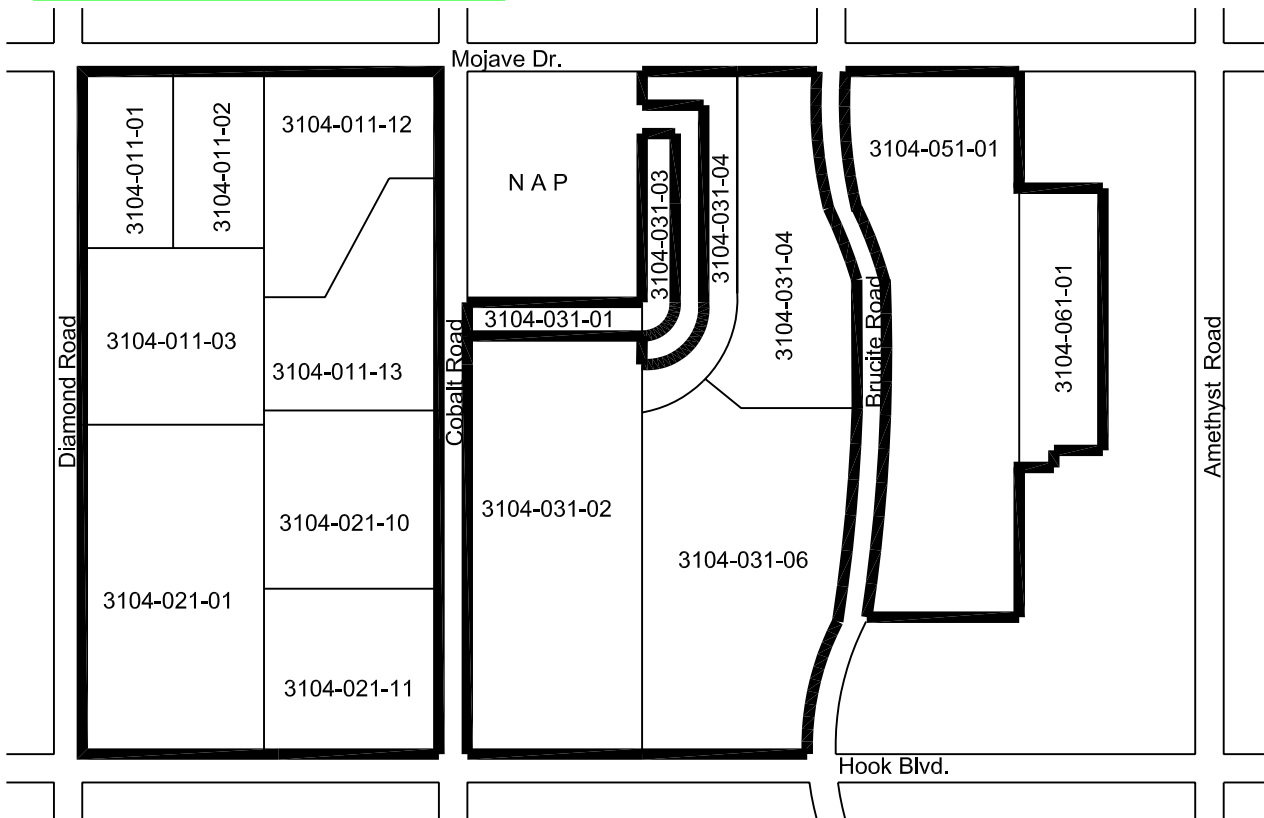 Mojave Dr.
3104-011-01
3104-011-02
3104-011-12
N A P
3104-031-03
3104-031-04
3104-031-04
3104-051-01
3104-061-01
3104-011-03
3104-011-13
3104-031-01
Diamond Road
Cobalt Road
Brucite Road
Amethyst Road
3104-021-10
3104-031-02
3104-031-06
3104-021-01
3104-021-11
Hook Blvd.